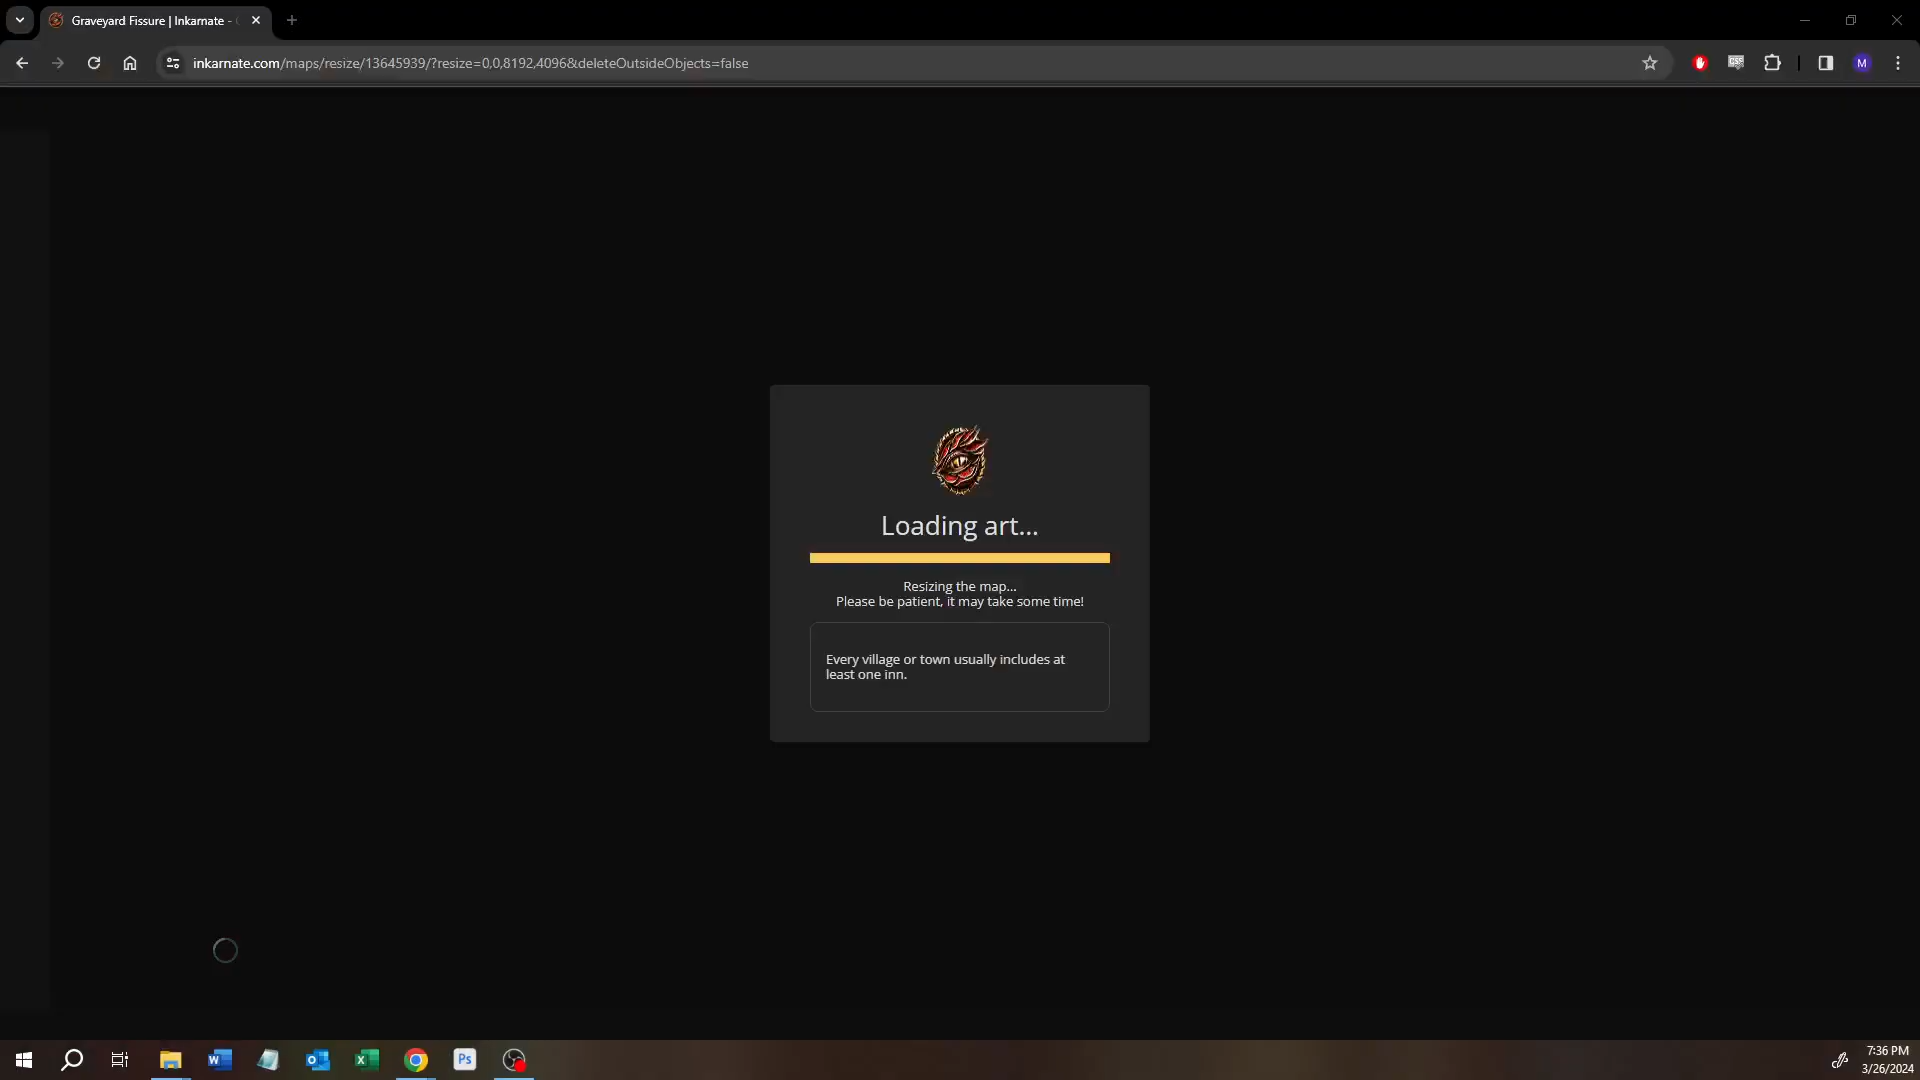 Graveyard Fissure | Inkarnate -
inkarnate.com/maps/resize/13645939/?resize=0,0,8192,4096&deleteOutsideObjects=false
M
Loading art...
Resizing the map...
Please be patient, it may take some time!
Every village or town usually includes at
least one inn.
Ps
7:36 PM
3/26/2024